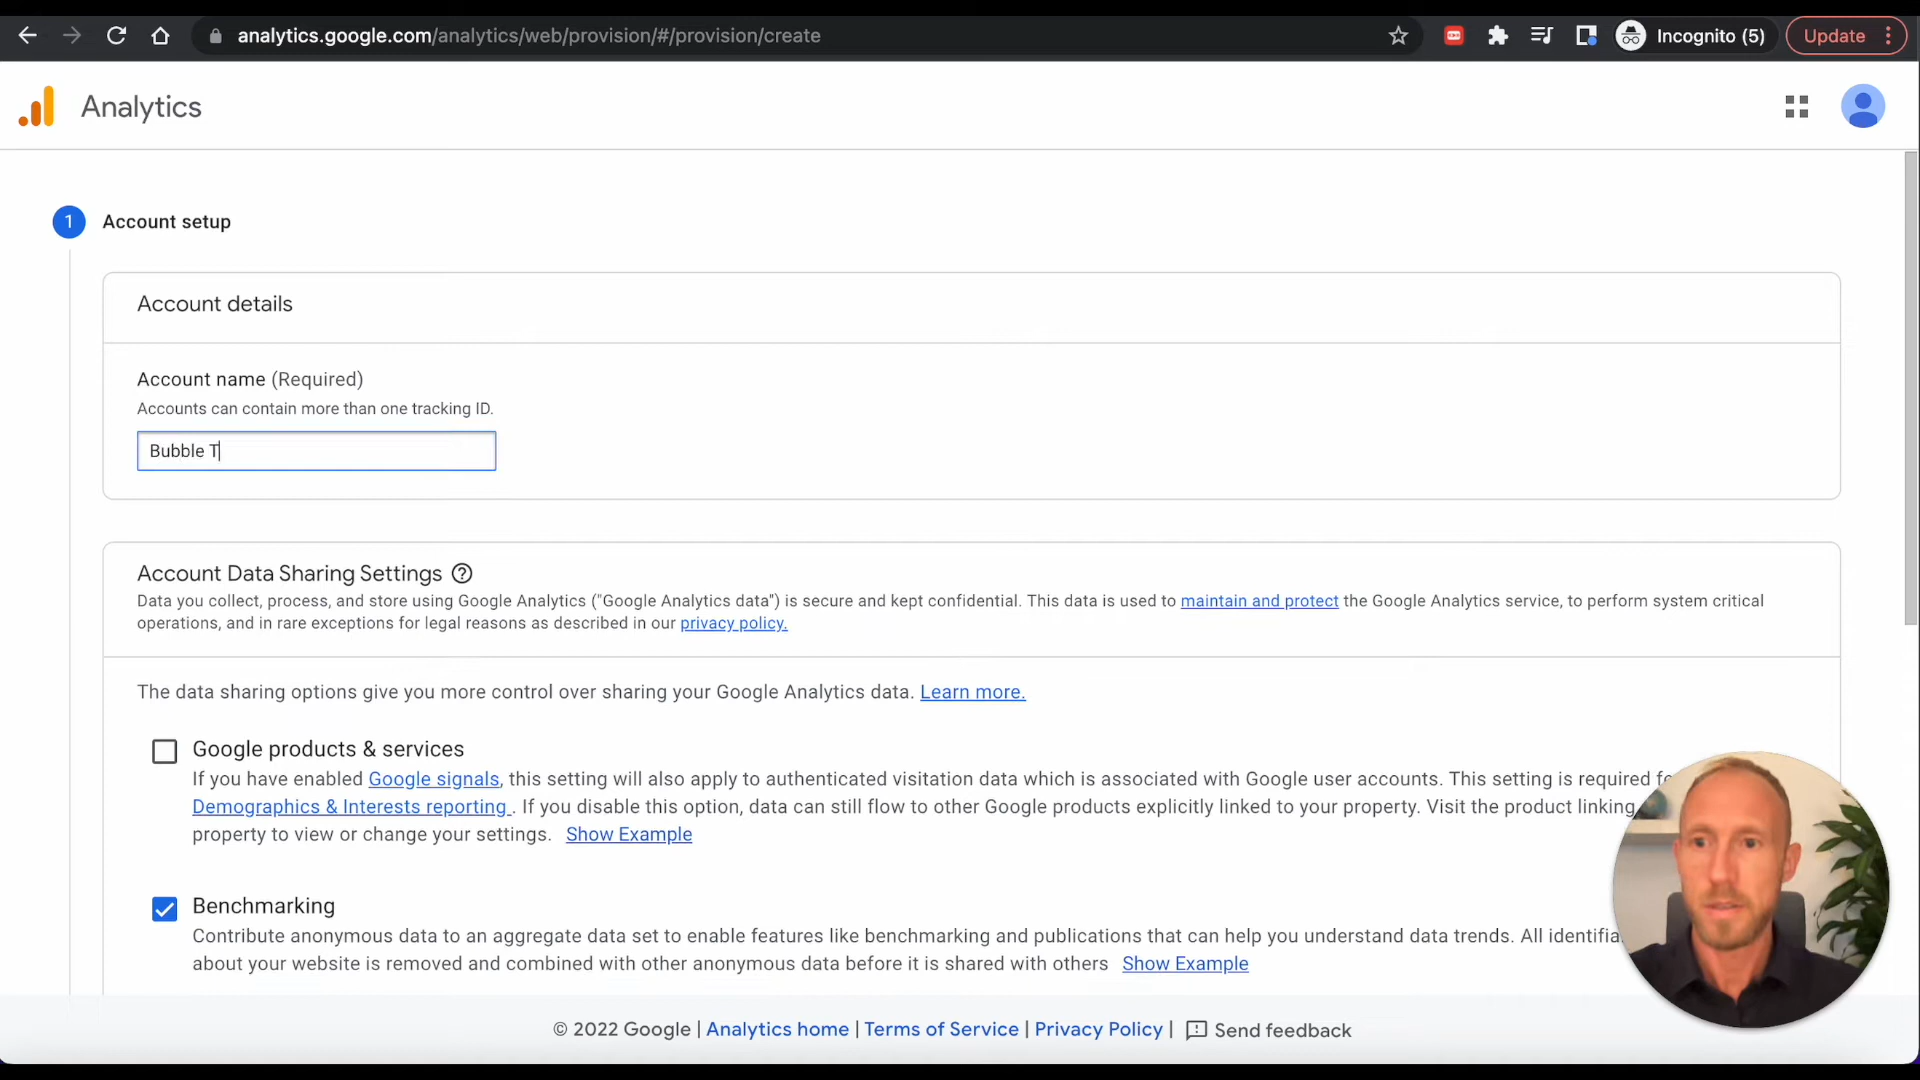 analytics.google.com/analytics/web/provision/#/provision/create
Incognito (5)
Update
Analytics
1 Account setup
Account details
Account name (Required)
Accounts can contain more than one tracking ID.
Bubble T
Account Data Sharing Settings
Data you collect, process, and store using Google Analytics ("Google Analytics data") is secure and kept confidential. This data is used to maintain and protect the Google Analytics service, to perform system critical
operations, and in rare exceptions for legal reasons as described in our privacy policy.
The data sharing options give you more control over sharing your Google Analytics data. Learn more.
Google products & services
If you have enabled Google signals, this setting will also apply to authenticated visitation data which is associated with Google user accounts. This setting is required
Demographics & Interests reporting . If you disable this option, data can still flow to other Google products explicitly linked to your property. Visit the product linking
property to view or change your settings. Show Example
Benchmarking
Contribute anonymous data to an aggregate data set to enable features like benchmarking and publications that can help you understand data trends. All
about your website is removed and combined with other anonymous data before it is shared with others Show Example
© 2022 Google | Analytics home | Terms of Service | Privacy Policy | Send feedback